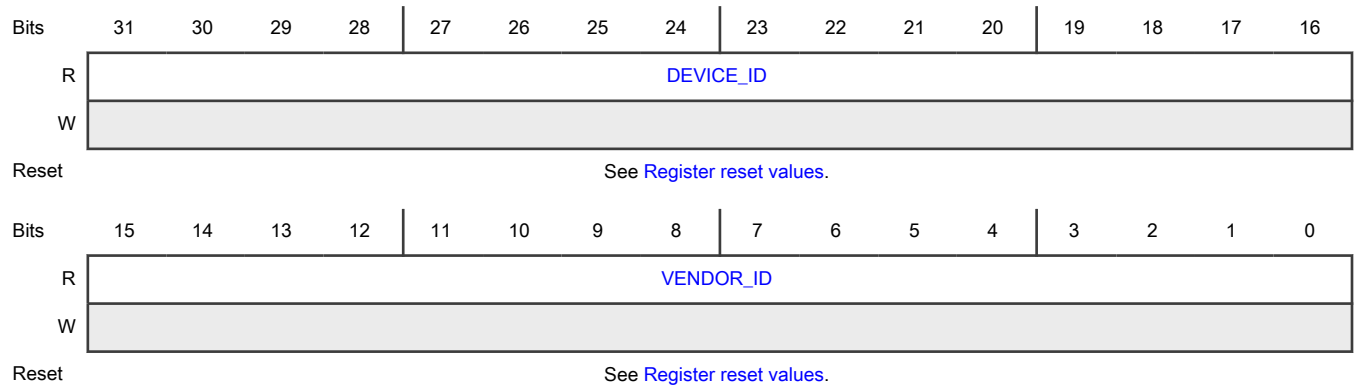 Bits 31 30 29 28 27 26 25 24 23 22 21 20 19 18 17 16
R DEVICE_ID
W
Reset See Register reset values.
Bits 15 14 13 12 11 10 9 8 7 6 5 4 3 2 1 0
R VENDOR_ID
W
Reset See Register reset values.